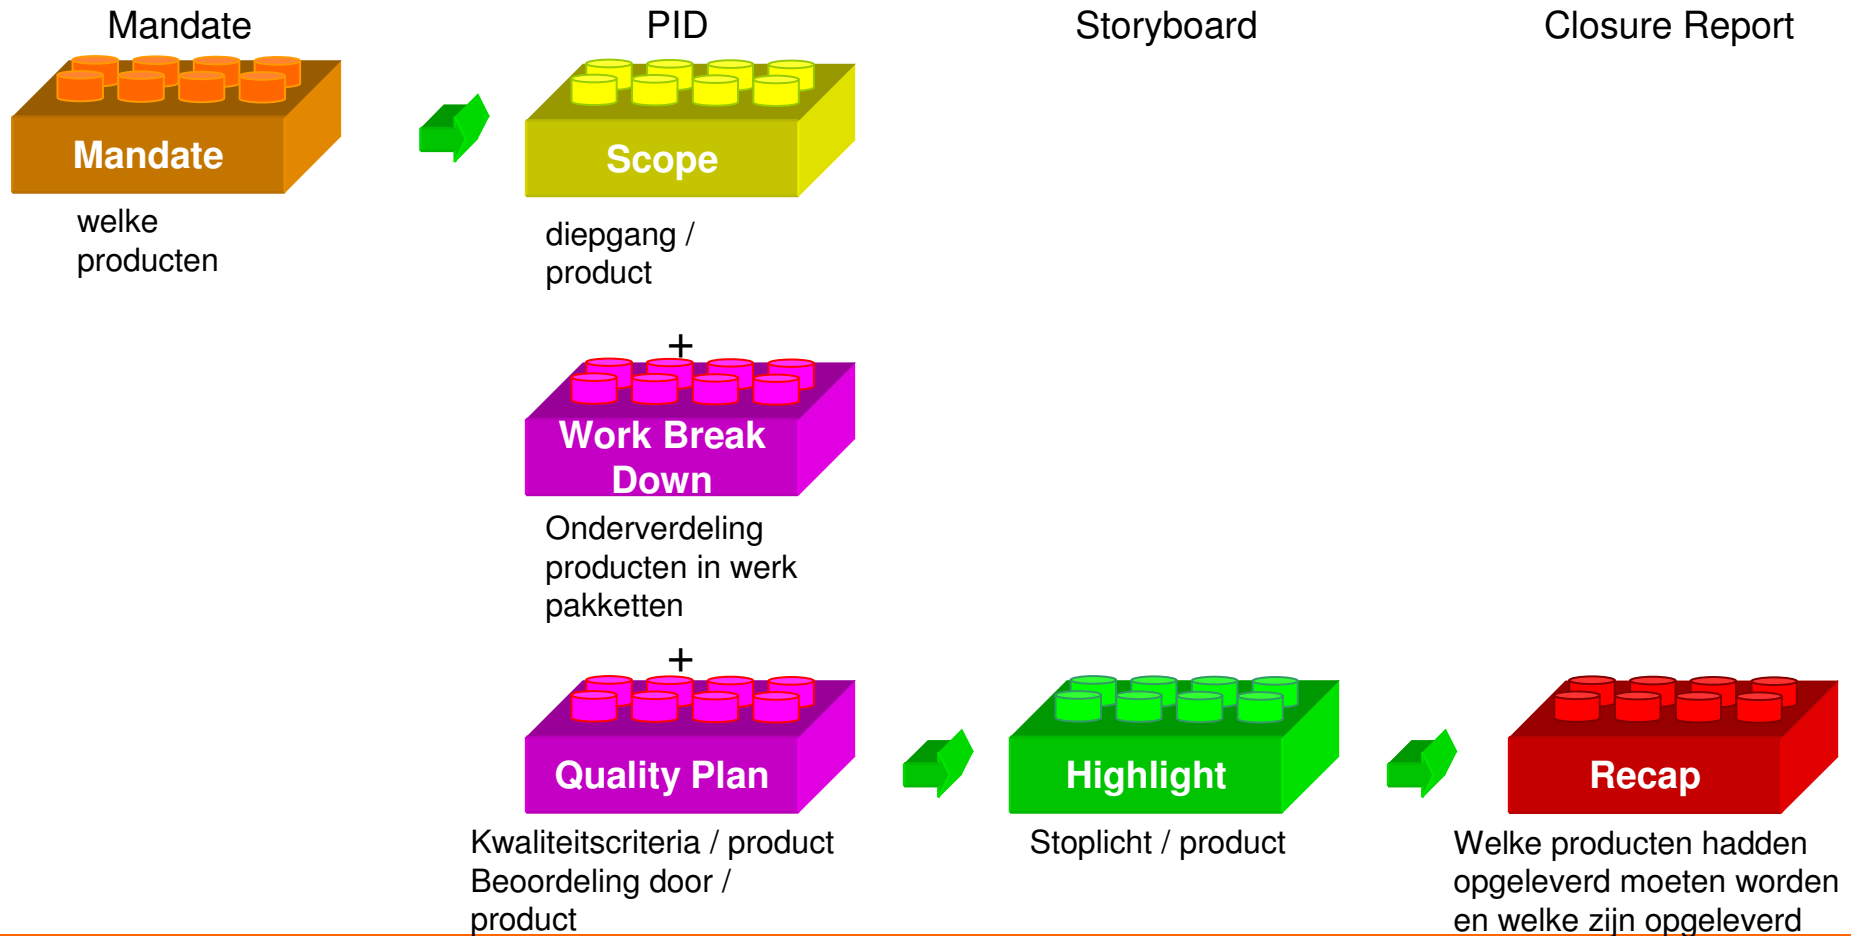 Mandate
PID
Storyboard
Closure Report
Mandate
welke
producten
Scope
diepgang /
product
+
Work Break
Down
Onderverdeling
producten in werk
pakketten
+
Quality Plan
Kwaliteitscriteria / product
Beoordeling door /
product
Highlight
Stoplicht / product
Recap
Welke producten hadden
opgeleverd moeten worden
en welke zijn opgeleverd